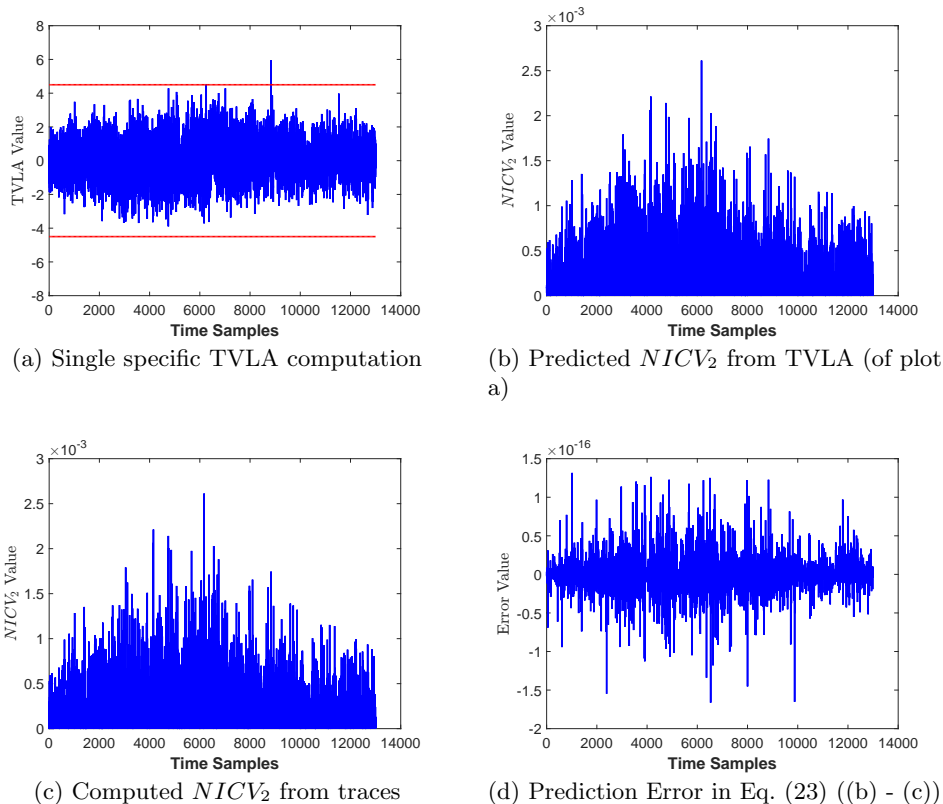 8
6
4
2
0
-2
-4
-6
-8
TVLA Value
0 2000 4000 6000 8000 10000 12000 14000
Time Samples
(a) Single specific TVLA computation
×10-3
3
2.5
2
1.5
1
0.5
0
NICV2 Value
0 2000 4000 6000 8000 10000 12000 14000
Time Samples
(b) Predicted NICV2 from TVLA (of plot
a)
×10-3
3
2.5
2
1.5
1
0.5
0
NICV2 Value
0 2000 4000 6000 8000 10000 12000 14000
Time Samples
(c) Computed NICV2 from traces
×10-16
1.5
1
0.5
0
-0.5
-1
-1.5
-2
Error Value
0 2000 4000 6000 8000 10000 12000 14000
Time Samples
(d) Prediction Error in Eq. (23) ((b) - (c))